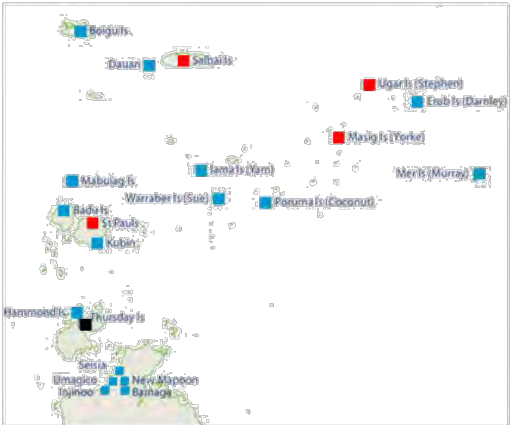 Boigu Is.
Dauan
Saibai Is
Ugar Is (Stephen)
Erub Is (Darnley)
Masig Is (Yorke)
Iama Is (Yam)
Mer Is (Murray)
Mabuiag Is.
Warraber Is (Sue)
Poruma Is (Coconut)
Badu Is
St Pauls
Kubin
Hammond Is.
Thursday Is
Seisia
Umagico
New Mapoon
Injinoo
Bamaga